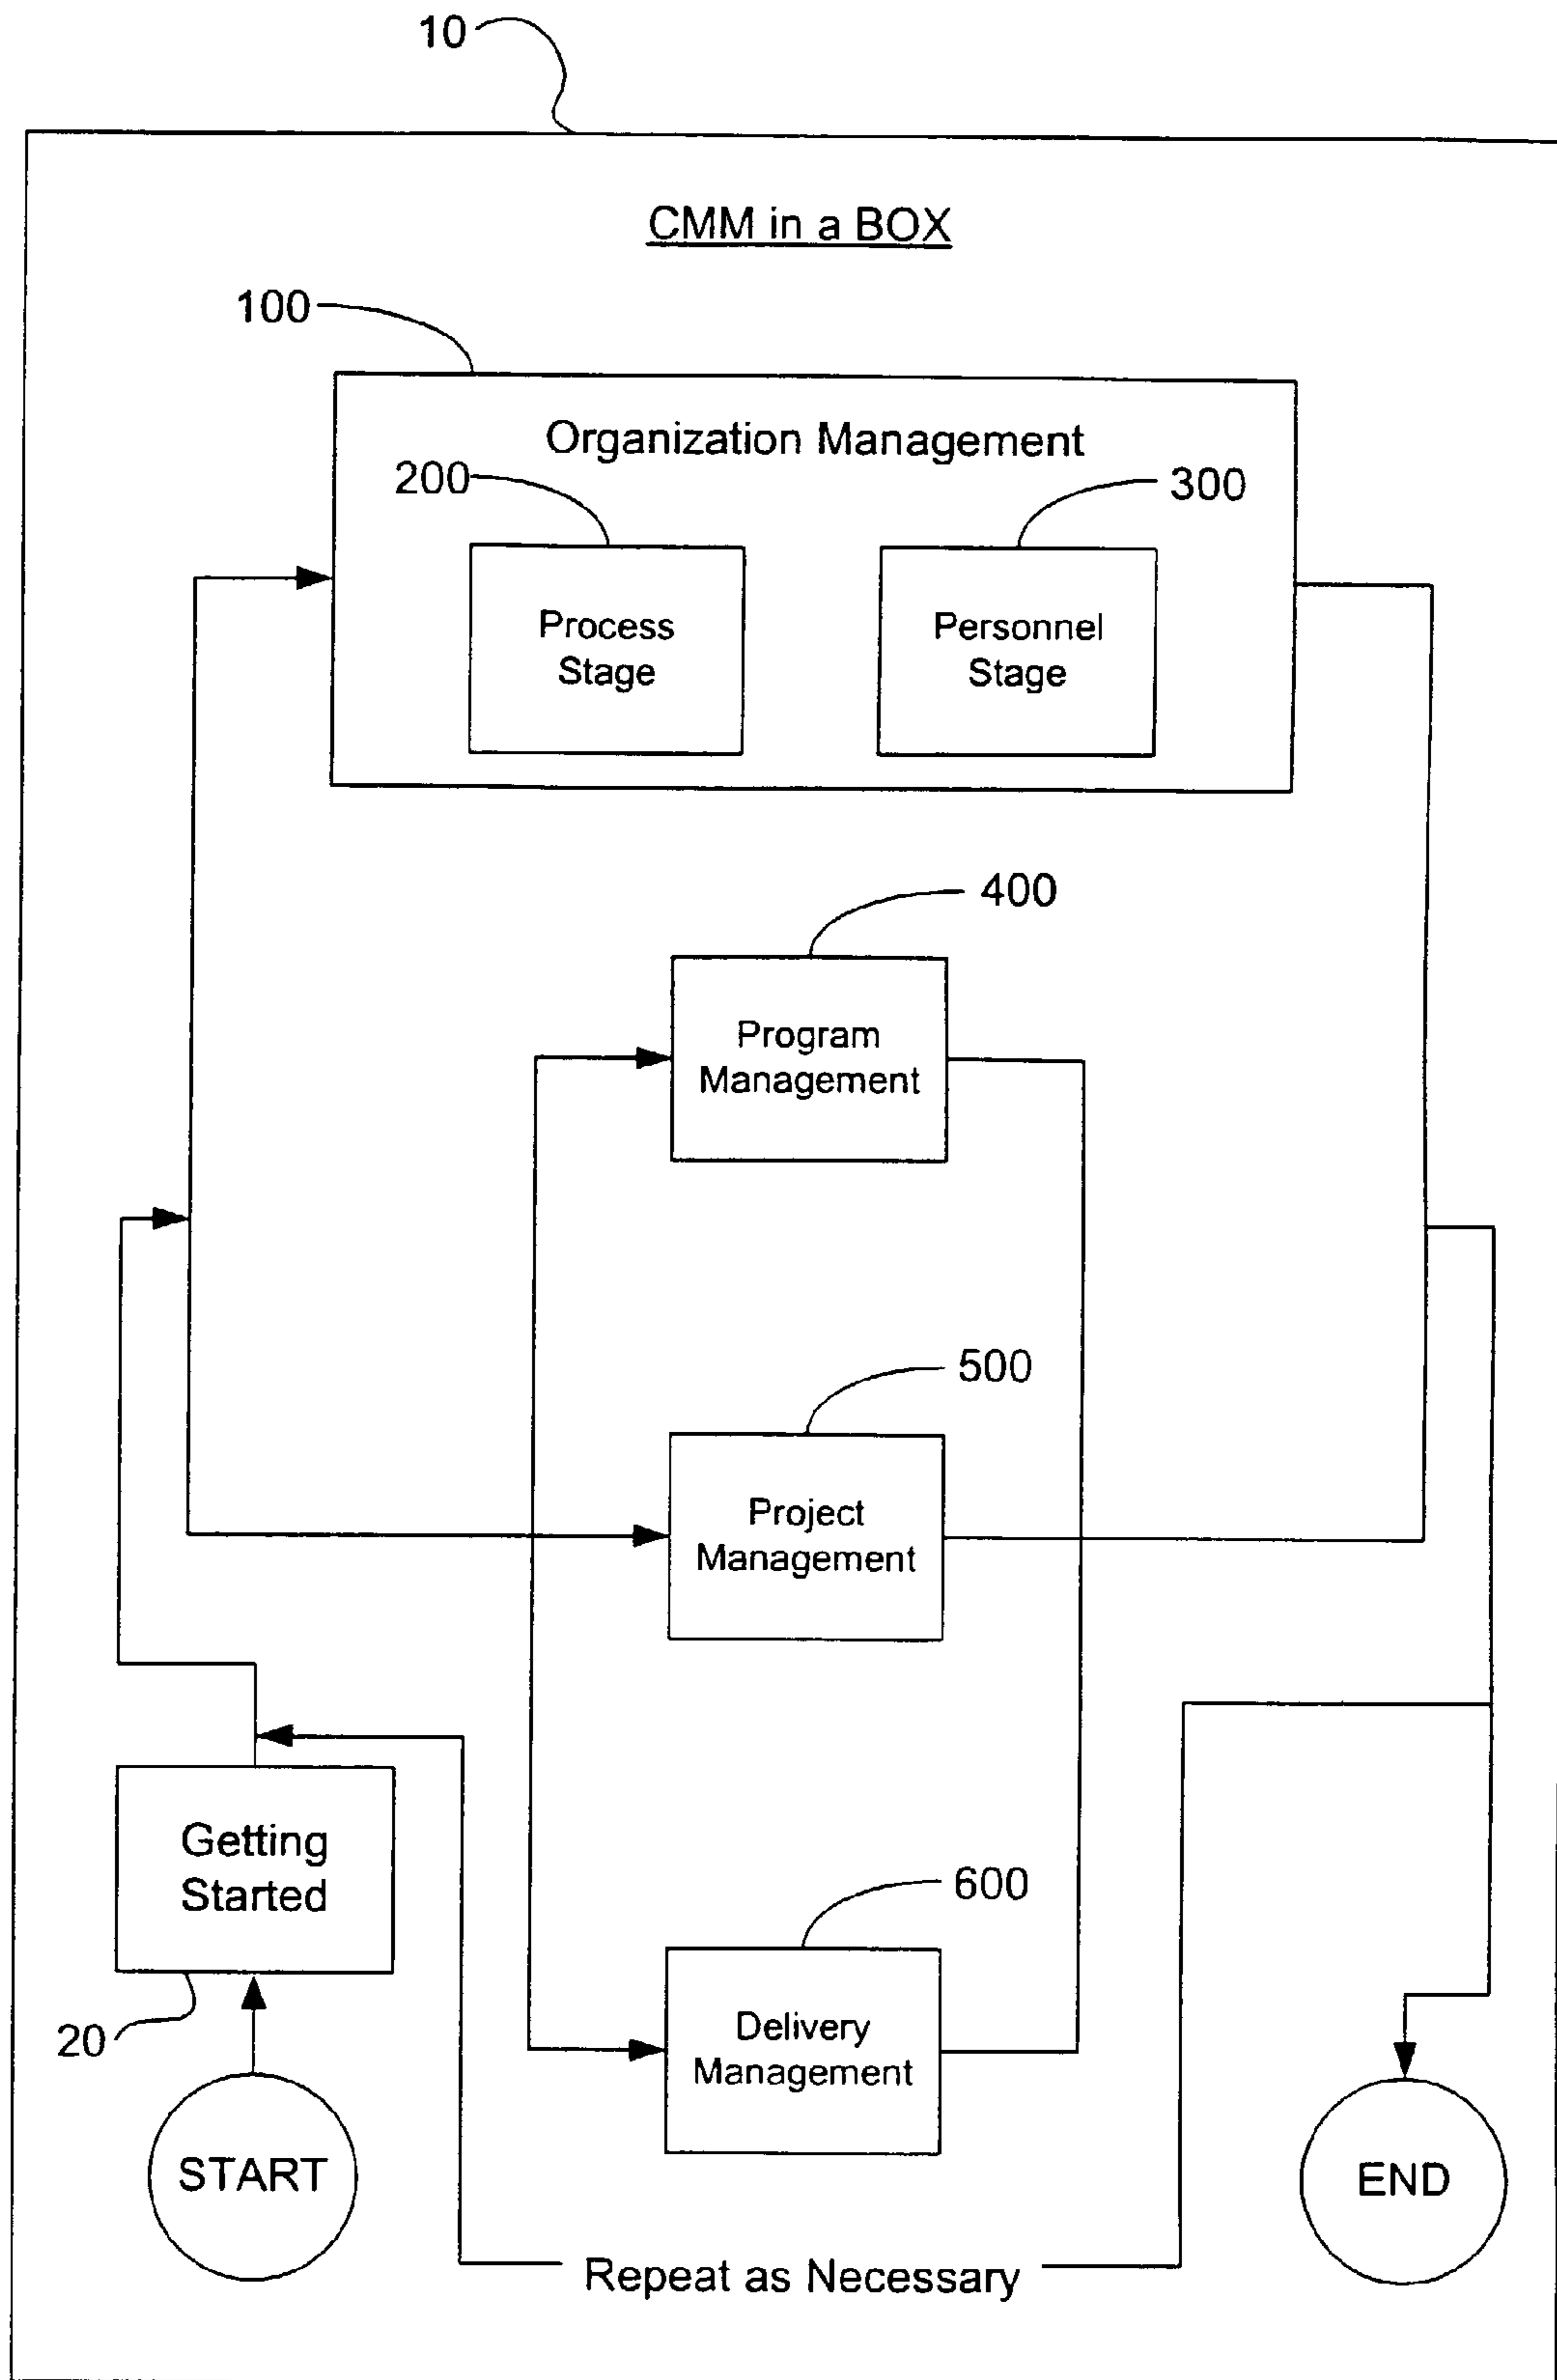 10
CMM in a BOX
100
Organization Management
200
300
Process
Stage
Personnel
Stage
400
Program
Management
500
Project
Management
Getting
Started
600
20
Delivery
Management
START
END
Repeat as Necessary